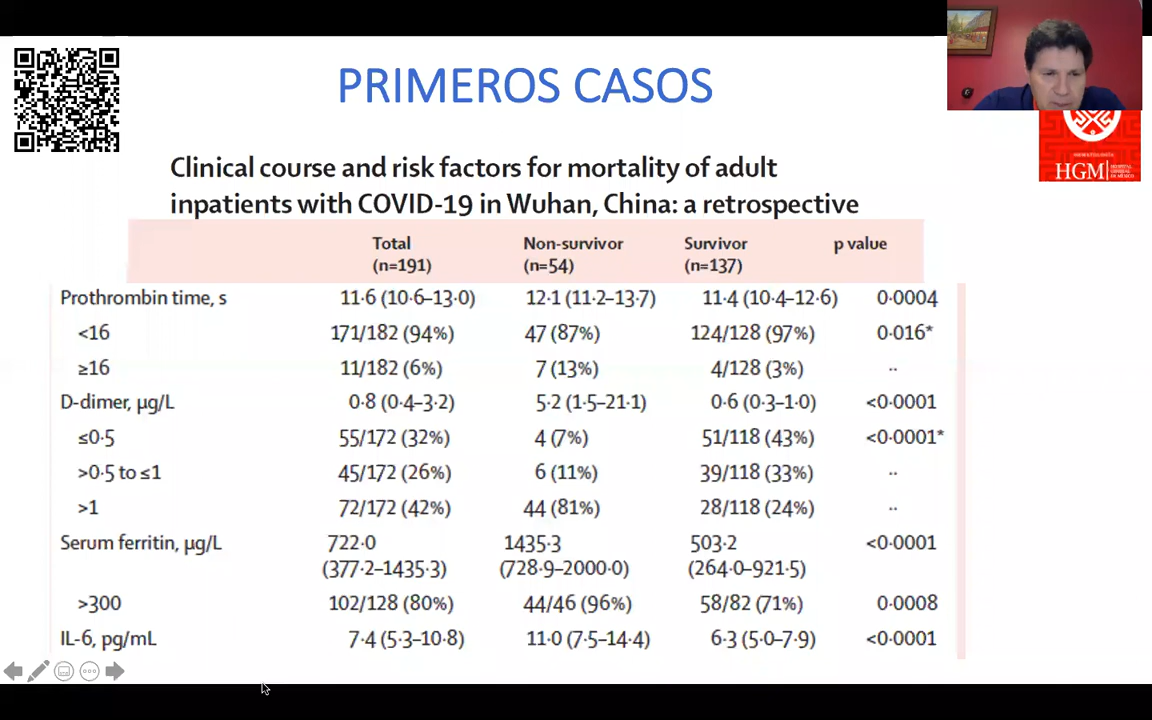 PRIMEROS CASOS
Clinical course and risk factors for mortality of adult
inpatients with COVID-19 in Wuhan, China: a retrospective
Total Non-survivor Survivor p value
(n=191) (n=54) (n=137)
Prothrombin time, s 11·6 (10·6–13·0) 12·1 (11·2–13·7) 11·4 (10·4–12·6) 0·0004
<16 171/182 (94%) 47 (87%) 124/128 (97%) 0·016*
≥16 11/182 (6%) 7 (13%) 4/128 (3%) ··
D-dimer, µg/L 0·8 (0·4–3·2) 5·2 (1·5–21·1) 0·6 (0·3–1·0) <0·0001
≤0·5 55/172 (32%) 4 (7%) 51/118 (43%) <0·0001*
>0·5 to ≤1 45/172 (26%) 6 (11%) 39/118 (33%) ··
>1 72/172 (42%) 44 (81%) 28/118 (24%) ··
Serum ferritin, µg/L 722·0 1435·3 503·2 <0·0001
(377·2–1435·3) (728·9–2000·0) (264·0–921·5)
>300 102/128 (80%) 44/46 (96%) 58/82 (71%) 0·0008
IL-6, pg/mL 7·4 (5·3–10·8) 11·0 (7·5–14·4) 6·3 (5·0–7·9) <0·0001
HGM
HOSPITAL
GENERAL
DE MÉXICO